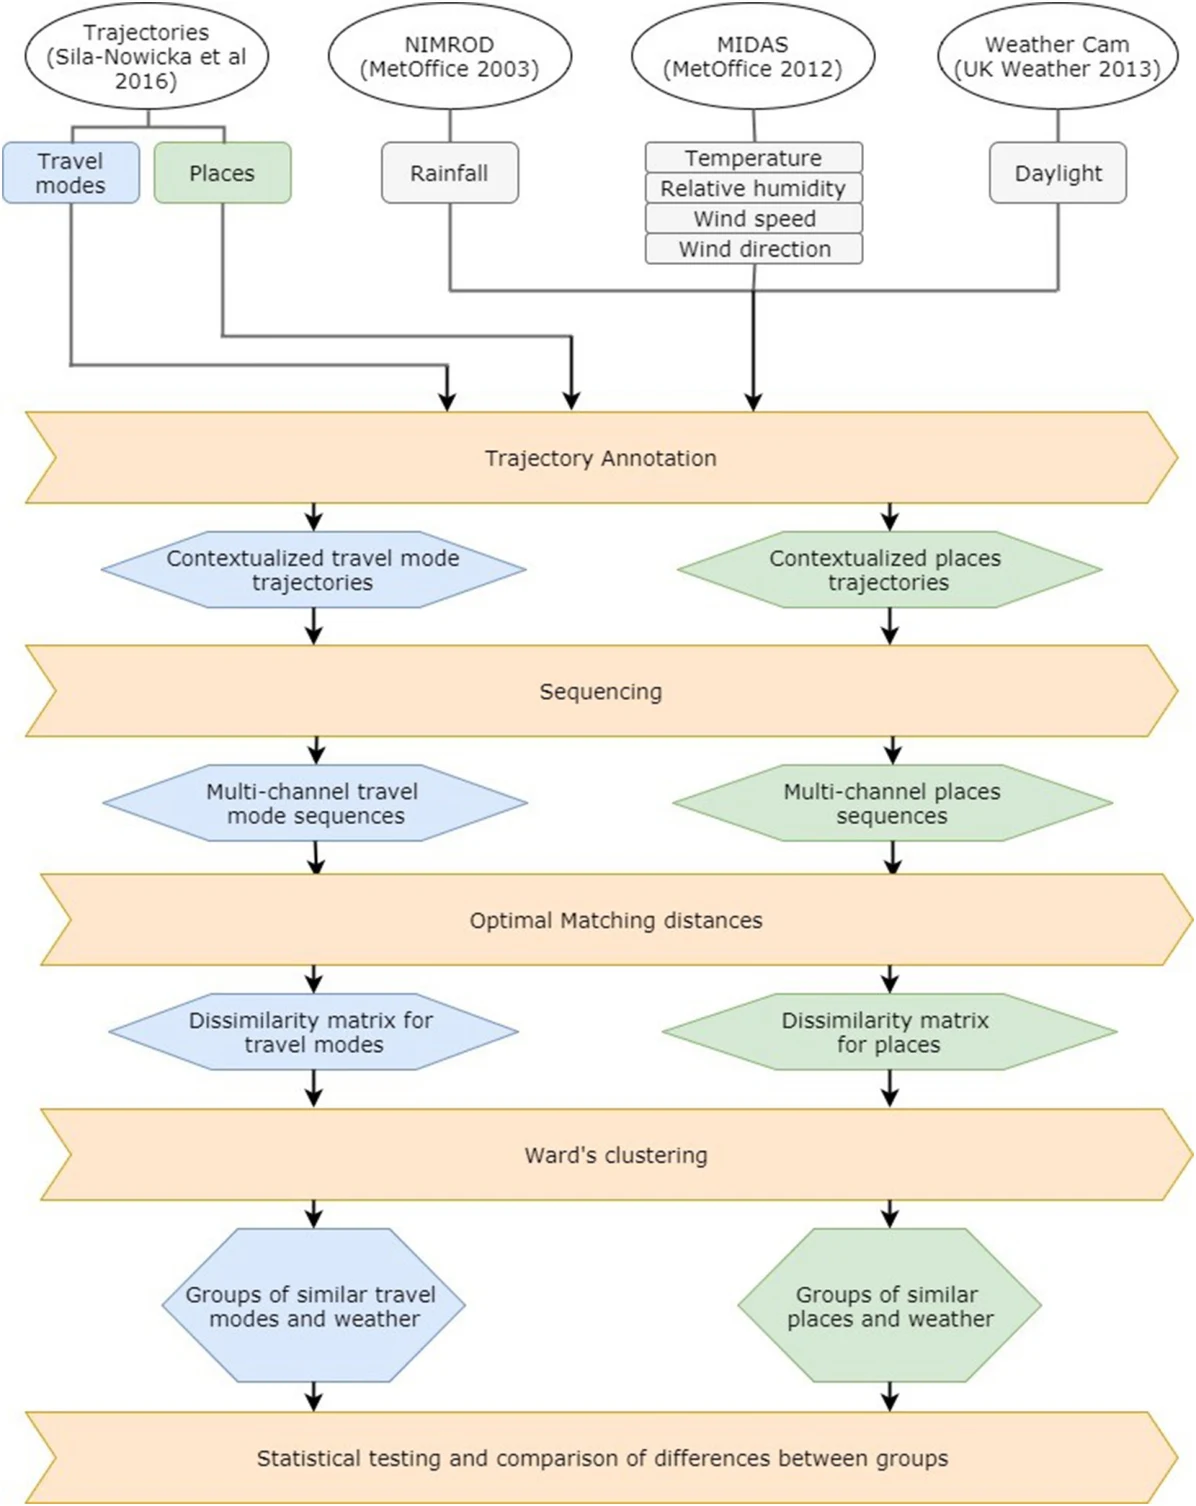 Trajectories
(Sila-Nowicka et al
2016)
NIMROD
(MetOffice 2003)
MIDAS
(MetOffice 2012)
Weather Cam
(UK Weather 2013)
Travel
modes
Places
Rainfall
Temperature
Relative humidity
Wind speed
Wind direction
Daylight
Trajectory Annotation
Contextualized travel mode
trajectories
Contextualized places
trajectories
Sequencing
Multi-channel travel
mode sequences
Multi-channel places
sequences
Optimal Matching distances
Dissimilarity matrix for
travel modes
Dissimilarity matrix
for places
Ward's clustering
Groups of similar travel
modes and weather
Groups of similar
places and weather
Statistical testing and comparison of differences between groups